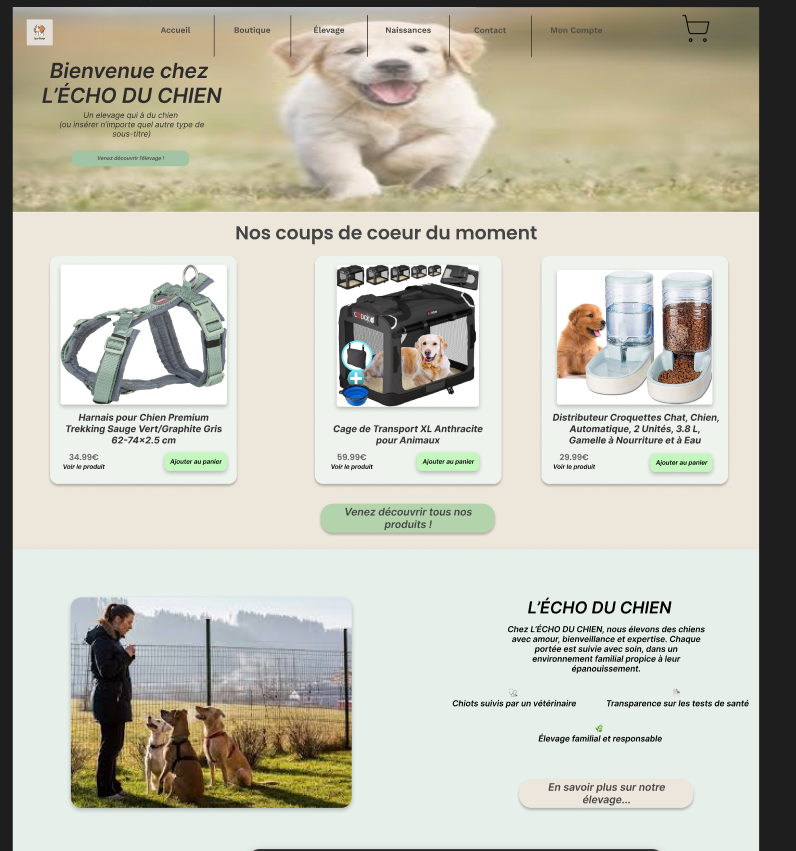 Accueil
Boutique
Élevage
Naissances
Contact
Mon Compte
Bienvenue chez
L'ÉCHO DU CHIEN
Un elevage qui à du chien
(ou insérer n'importe quel autre type de
sous-titre)
Venez découvrir l'élevage !
Nos coups de coeur du moment
Harnais pour Chien Premium
Trekking Sauge Vert/Graphite Gris
62-74×2.5 cm
34.99€
Voir le produit
Ajouter au panier
Cage de Transport XL Anthracite
pour Animaux
59.99€
Voir le produit
Ajouter au panier
Distributeur Croquettes Chat, Chien,
Automatique, 2 Unités, 3.8 L,
Gamelle à Nourriture et à Eau
29.99€
Voir le produit
Ajouter au panier
Venez découvrir tous nos
produits !
L'ÉCHO DU CHIEN
Chez L'ÉCHO DU CHIEN, nous élevons des chiens
avec amour, bienveillance et expertise. Chaque
portée est suivie avec soin, dans un
environnement familial propice à leur
épanouissement.
Chiots suivis par un vétérinaire
Transparence sur les tests de santé
Élevage familial et responsable
En savoir plus sur notre
élevage...